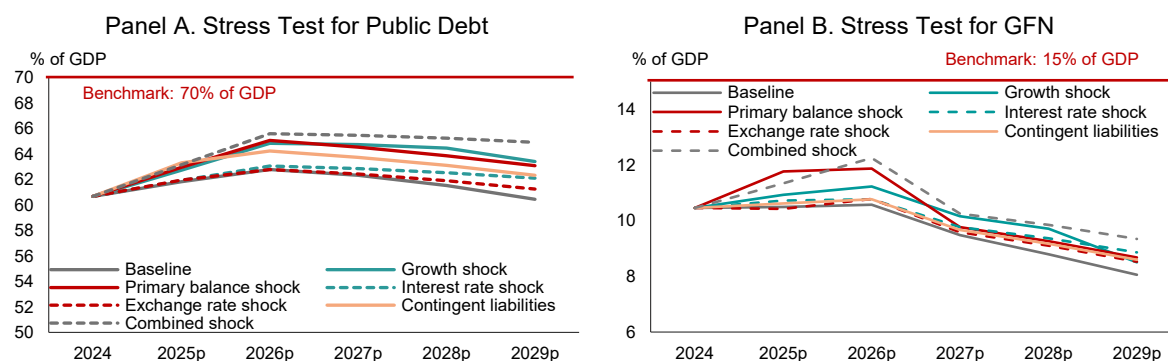 Panel A. Stress Test for Public Debt
% of GDP
70
Benchmark: 70% of GDP
68
66
64
62
60
58
56
54
52
50
Baseline
Growth shock
Primary balance shock
Interest rate shock
Exchange rate shock
Contingent liabilities
Combined shock
2024 2025p 2026p 2027p 2028p 2029p
Panel B. Stress Test for GFN
% of GDP
Benchmark: 15% of GDP
14
12
10
8
6
Baseline
Growth shock
Primary balance shock
Interest rate shock
Exchange rate shock
Contingent liabilities
Combined shock
2024 2025p 2026p 2027p 2028p 2029p